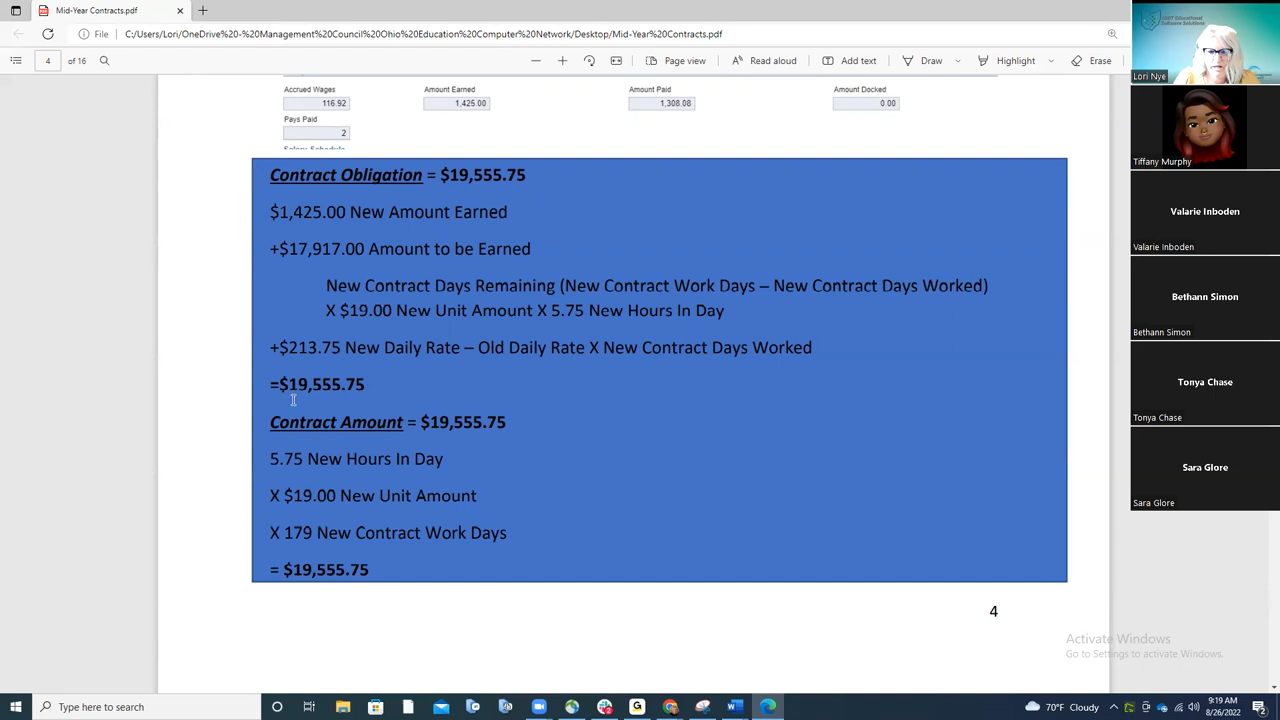 Mid-Year Contracts.pdf
File C:/Users/Lori/OneDrive%20-%20Management%20Council%20Ohio%20Education%20Computer%20Network/Desktop/Mid-Year%20Contracts.pdf
4 of 16 Page view Read aloud Add text Draw Highlight Erase
Accrued Wages Amount Earned Amount Paid Amount Docked
116.92 1,425.00 1,308.08 0.00
Pays Paid
2
Salary Schedule
Contract Obligation = $19,555.75
$1,425.00 New Amount Earned
+$17,917.00 Amount to be Earned
New Contract Days Remaining (New Contract Work Days – New Contract Days Worked)
X $19.00 New Unit Amount X 5.75 New Hours In Day
+$213.75 New Daily Rate – Old Daily Rate X New Contract Days Worked
=$19,555.75
Contract Amount = $19,555.75
5.75 New Hours In Day
X $19.00 New Unit Amount
X 179 New Contract Work Days
= $19,555.75
4
Lori Nye
Tiffany Murphy
Valarie Inboden
Valarie Inboden
Bethann Simon
Bethann Simon
Tonya Chase
Tonya Chase
Sara Glore
Sara Glore
Activate Windows
Go to Settings to activate Windows.
Type here to search
70°F Cloudy
9:19 AM
8/26/2022
2